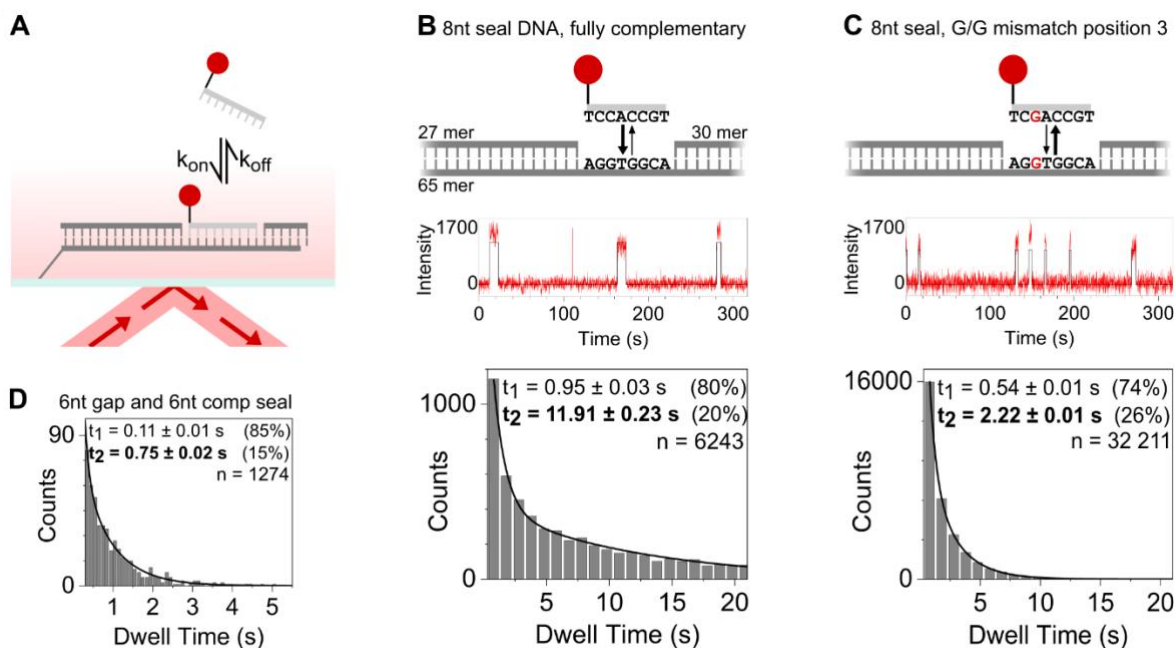 A
k_on k_off
B 8nt seal DNA, fully complementary
TCCACCGT
27 mer 30 mer
AGGTGGCA
65 mer
1700
Intensity
0
0 100 200 300
Time (s)
1000
t1 = 0.95 ± 0.03 s (80%)
t2 = 11.91 ± 0.23 s (20%)
n = 6243
Counts
0
5 10 15 20
Dwell Time (s)
C 8nt seal, G/G mismatch position 3
TCGACCGT
AGGTGGCA
1700
Intensity
0
0 100 200 300
Time (s)
16000
t1 = 0.54 ± 0.01 s (74%)
t2 = 2.22 ± 0.01 s (26%)
n = 32 211
Counts
0
5 10 15 20
Dwell Time (s)
D 6nt gap and 6nt comp seal
90
t1 = 0.11 ± 0.01 s (85%)
t2 = 0.75 ± 0.02 s (15%)
n = 1274
Counts
0
1 2 3 4 5
Dwell Time (s)